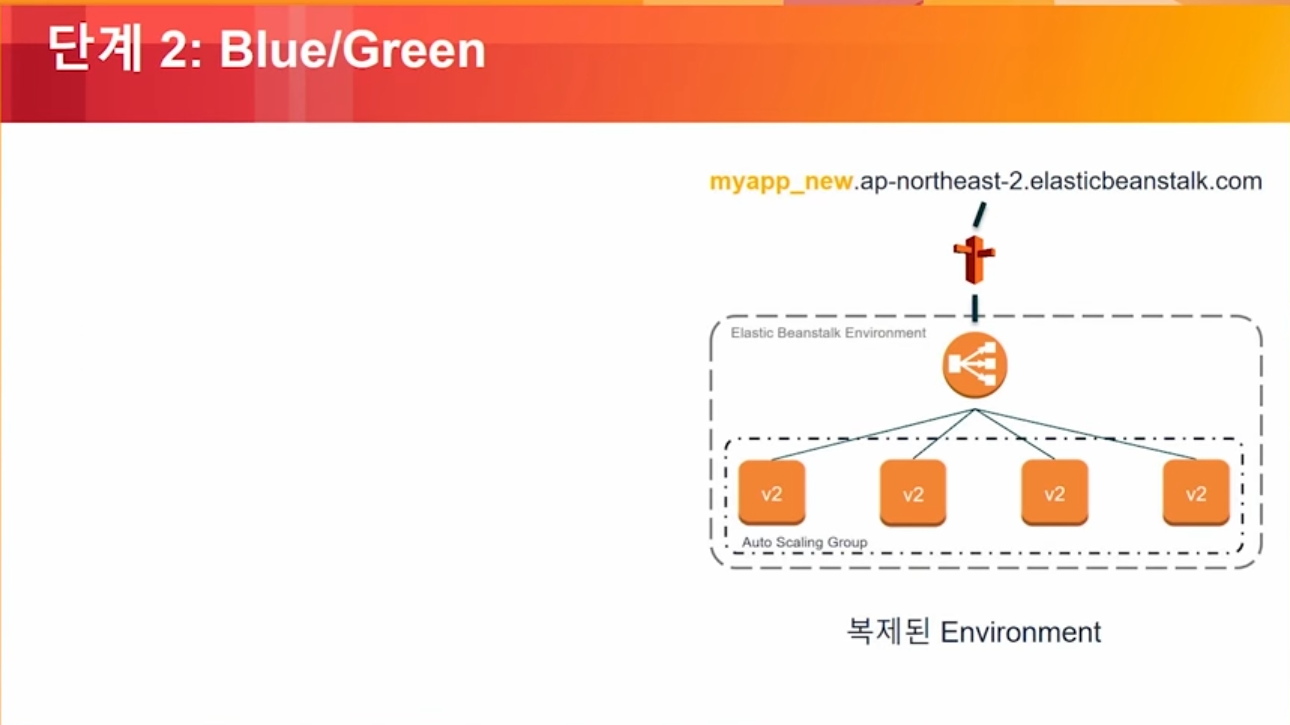 단계 2: Blue/Green
myapp_new.ap-northeast-2.elasticbeanstalk.com
Elastic Beanstalk Environment
v2 v2 v2 v2
Auto Scaling Group
복제된 Environment